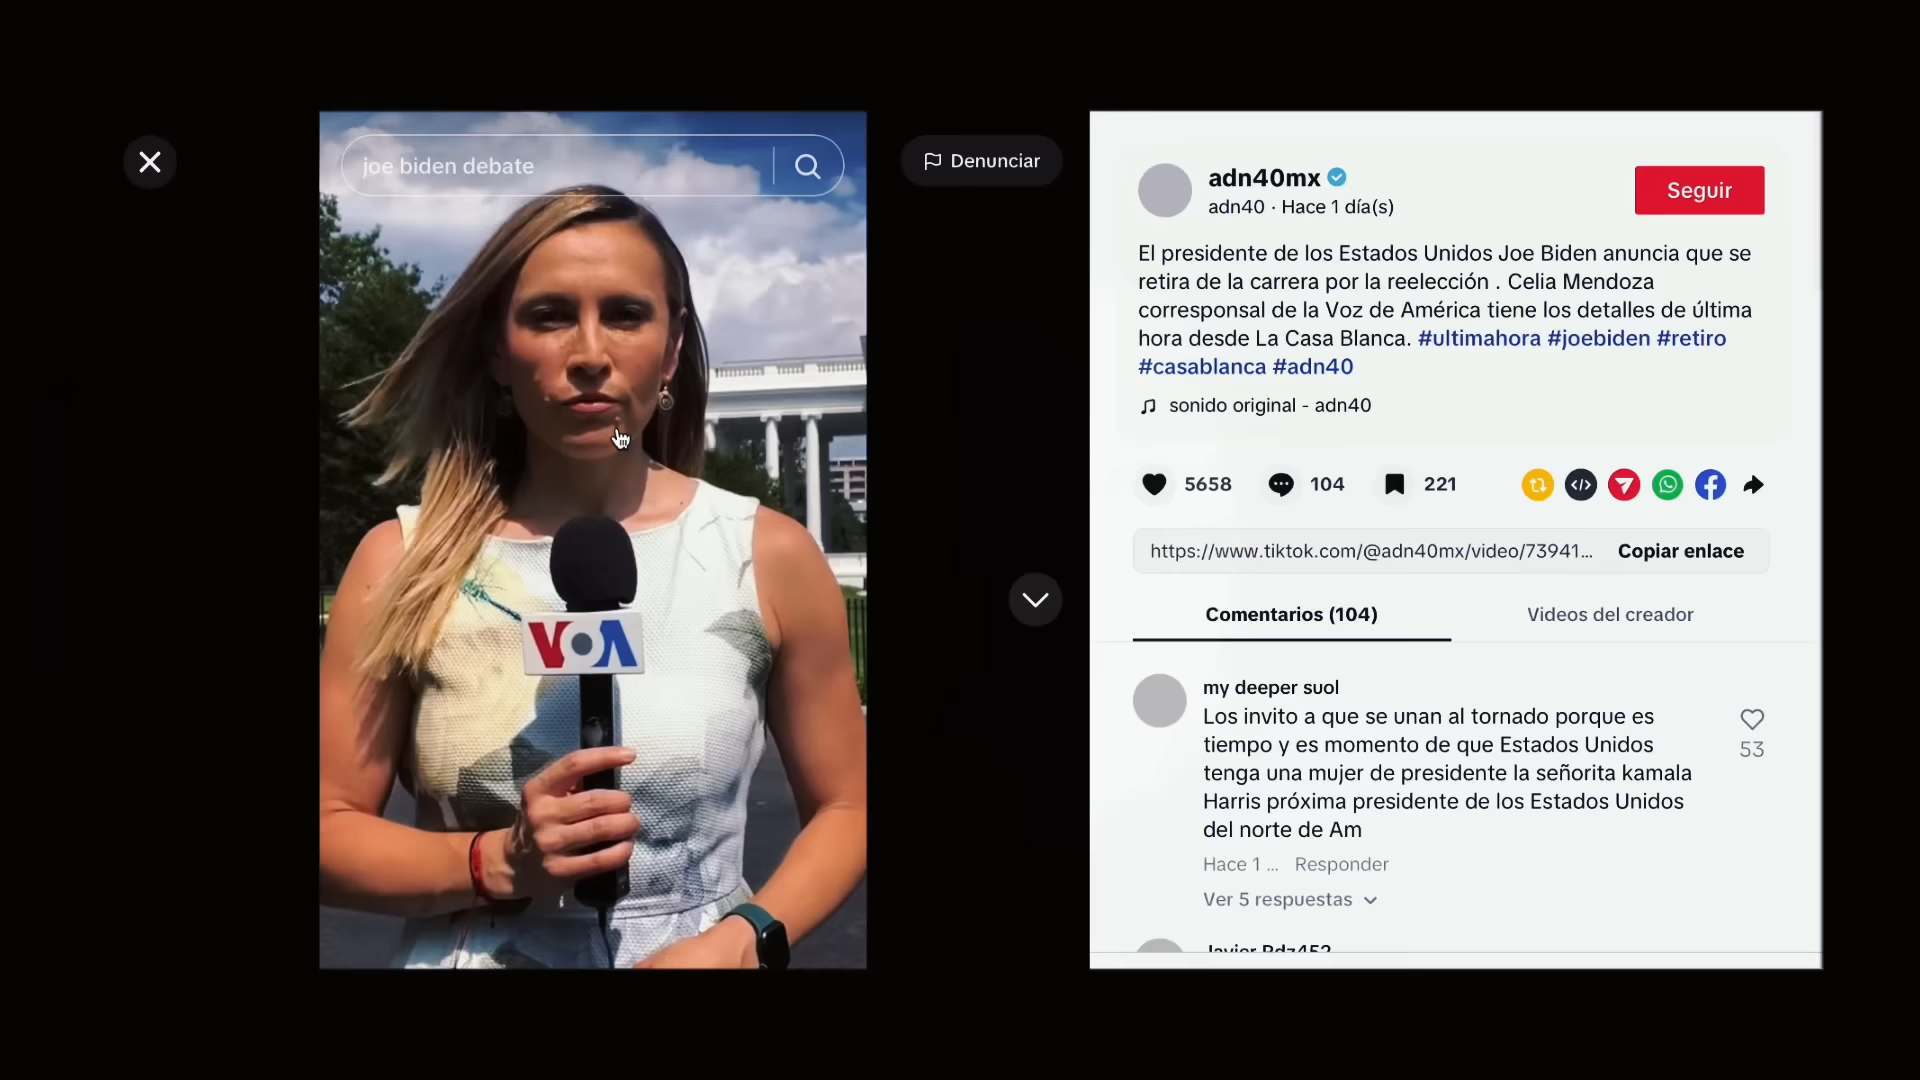 joe biden debate
VOA
Denunciar
adn40mx
adn40 · Hace 1 día(s)
Seguir
El presidente de los Estados Unidos Joe Biden anuncia que se
retira de la carrera por la reelección . Celia Mendoza
corresponsal de la Voz de América tiene los detalles de última
hora desde La Casa Blanca. #ultimahora #joebiden #retiro
#casablanca #adn40
sonido original - adn40
5658
104
221
https://www.tiktok.com/@adn40mx/video/73941...
Copiar enlace
Comentarios (104)
Videos del creador
my deeper suol
Los invito a que se unan al tornado porque es
tiempo y es momento de que Estados Unidos
tenga una mujer de presidente la señorita kamala
Harris próxima presidente de los Estados Unidos
del norte de Am
53
Hace 1 ...
Responder
Ver 5 respuestas
Javier Rdz452